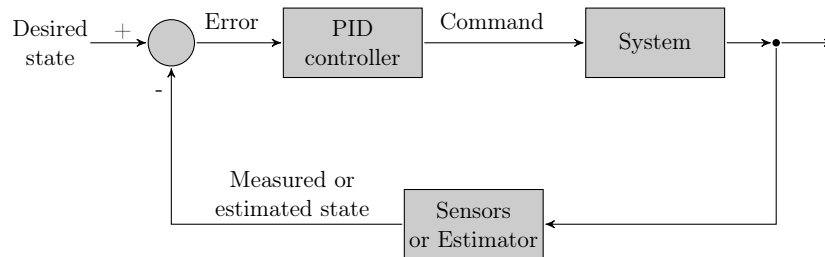 Desired
state
+
-
Error
PID
controller
Command
System
Measured or
estimated state
Sensors
or Estimator